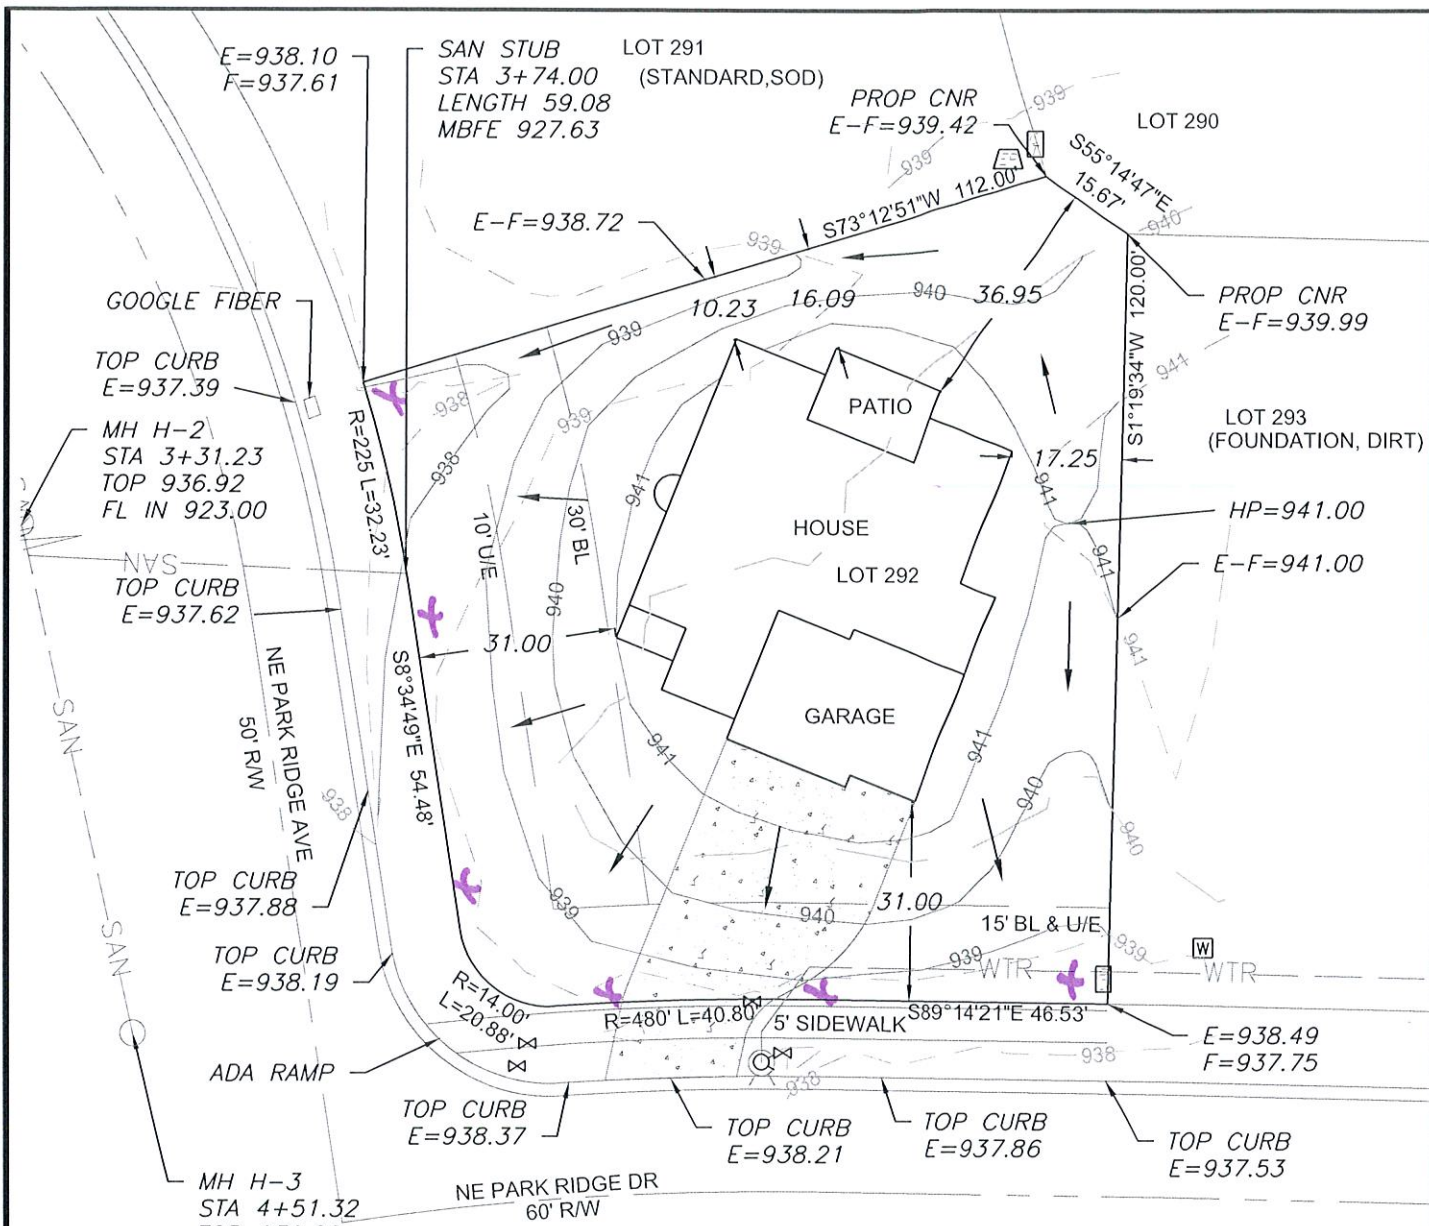 E=938.10
F=937.61
SAN STUB
STA 3+74.00
LENGTH 59.08
MBFE 927.63
LOT 291
(STANDARD,SOD)
PROP CNR
E-F=939.42
939
939
LOT 290
S55°14'47"E
15.67'
S73°12'51"W 112.00'
E-F=938.72
939
940
GOOGLE FIBER
10.23
16.09
940
36.95
PROP CNR
E-F=939.99
S1°19'34"W 120.00'
TOP CURB
E=937.39
939
941
938
939
PATIO
LOT 293
(FOUNDATION, DIRT)
MH H-2
STA 3+31.23
TOP 936.92
FL IN 923.00
R=225 L=32.23'
938
941
17.25
941
HP=941.00
10' U/E
30' BL
HOUSE
SAN
941
E-F=941.00
LOT 292
TOP CURB
E=937.62
940
31.00
941
NE PARK RIDGE AVE
50' R/W
S8°34'49"E 54.48'
SAN
GARAGE
941
941
938
940
940
TOP CURB
E=937.88
939
940
31.00
15' BL & U/E
939
SAN
TOP CURB
E=938.19
939
WTR
W
WTR
R=14.00'
L=20.88'
R=480' L=40.80'
5' SIDEWALK
S89°14'21"E 46.53'
E=938.49
F=937.75
ADA RAMP
938
938
TOP CURB
E=938.37
TOP CURB
E=938.21
TOP CURB
E=937.86
TOP CURB
E=937.53
MH H-3
STA 4+51.32
NE PARK RIDGE DR
60' R/W